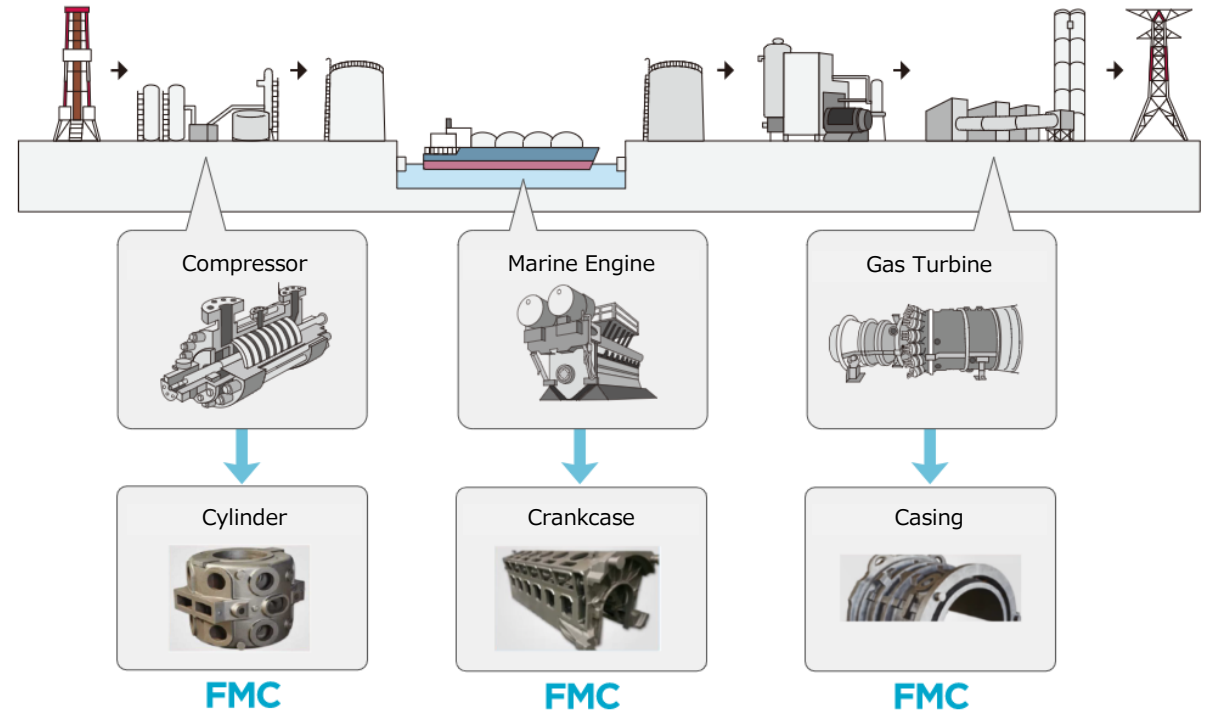 Compressor
Marine Engine
Gas Turbine
Cylinder
Crankcase
Casing
FMC
FMC
FMC